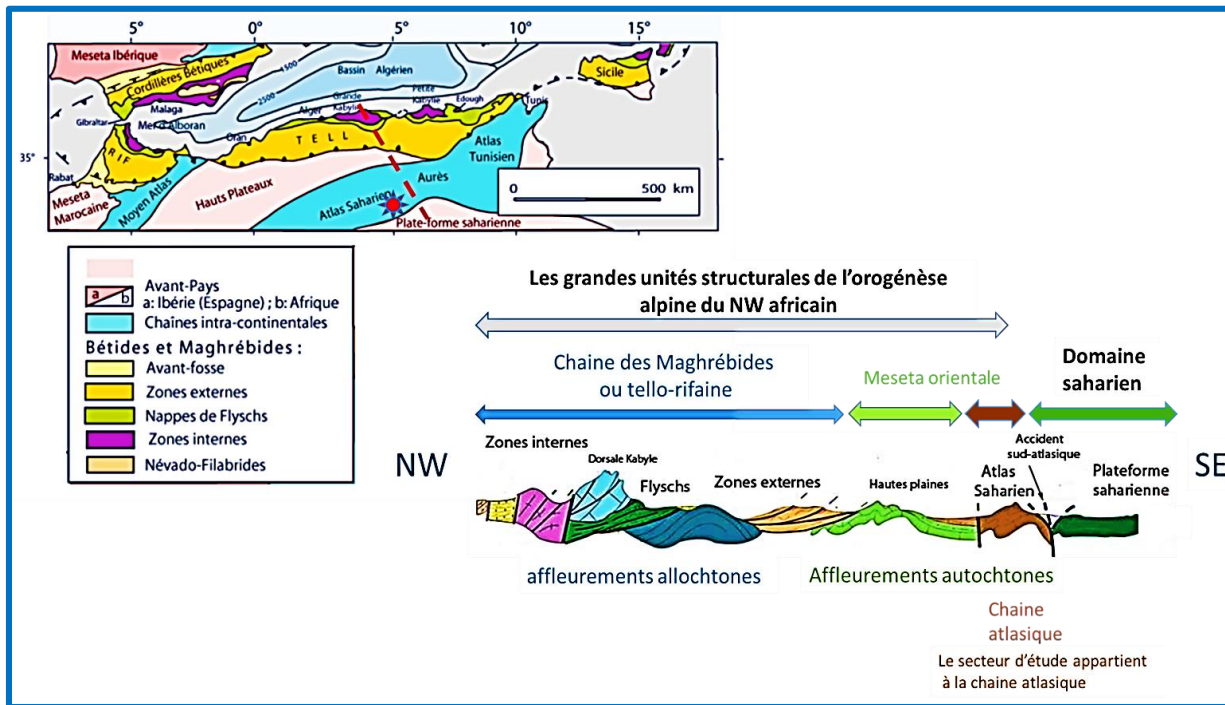 5° 0° 5° 10° 15°
Meseta Ibérique
Cordillères Bétiques
Bassin Algérien
1500
2500
Sicile
Malaga
Grande
Kabylie
Petite
Kabylie
Edough
Tunis
Gibraltar
Mer d'Alboran
Alger
Oran
TELL
35°
RIF
Atlas
Tunisien
Rabat
Meseta
Marocaine
Moyen Atlas
Hauts Plateaux
Aurès
Atlas Saharien
Plate-forme saharienne
0 500 km
Avant-Pays
a b
a: Ibérie (Espagne) ; b: Afrique
Chaînes intra-continentales
Bétides et Maghrébides :
Avant-fosse
Zones externes
Nappes de Flyschs
Zones internes
Névado-Filabrides
Les grandes unités structurales de l'orogénèse
alpine du NW africain
Chaine des Maghrébides
ou tello-rifaine
Meseta orientale
Domaine
saharien
NW
SE
Zones internes
Dorsale Kabyle
Flyschs
Zones externes
Hautes plaines
Atlas
Saharien
Accident
sud-atlasique
Plateforme
saharienne
affleurements allochtones
Affleurements autochtones
Chaine
atlasique
Le secteur d'étude appartient
à la chaine atlasique